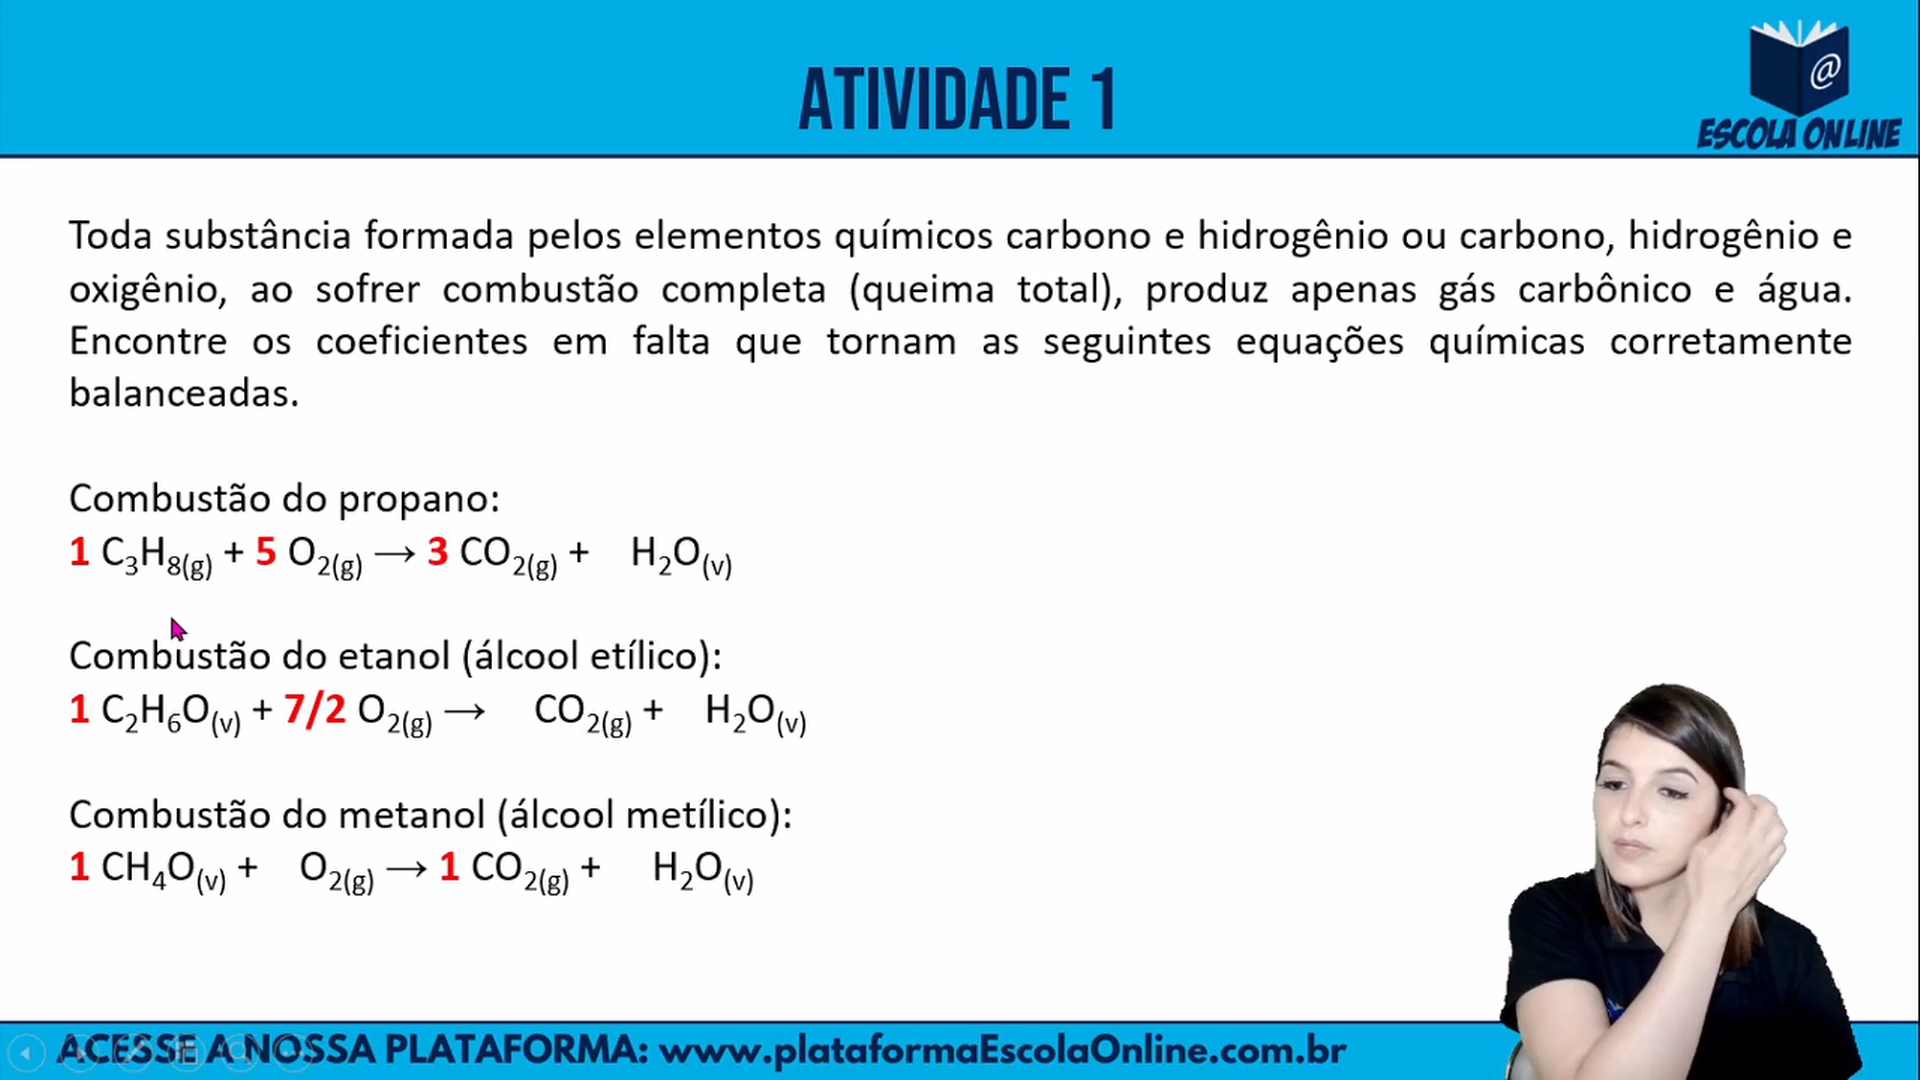 ATIVIDADE 1
@
ESCOLA ONLINE
Toda substância formada pelos elementos químicos carbono e hidrogênio ou carbono, hidrogênio e
oxigênio, ao sofrer combustão completa (queima total), produz apenas gás carbônico e água.
Encontre os coeficientes em falta que tornam as seguintes equações químicas corretamente
balanceadas.
Combustão do propano:
1 C₃H₈(g) + 5 O₂(g) → 3 CO₂(g) + H₂O(v)
Combustão do etanol (álcool etílico):
1 C₂H₆O(v) + 7/2 O₂(g) → CO₂(g) + H₂O(v)
Combustão do metanol (álcool metílico):
1 CH₄O(v) + O₂(g) → 1 CO₂(g) + H₂O(v)
ACESSE A NOSSA PLATAFORMA: www.plataformaEscolaOnline.com.br